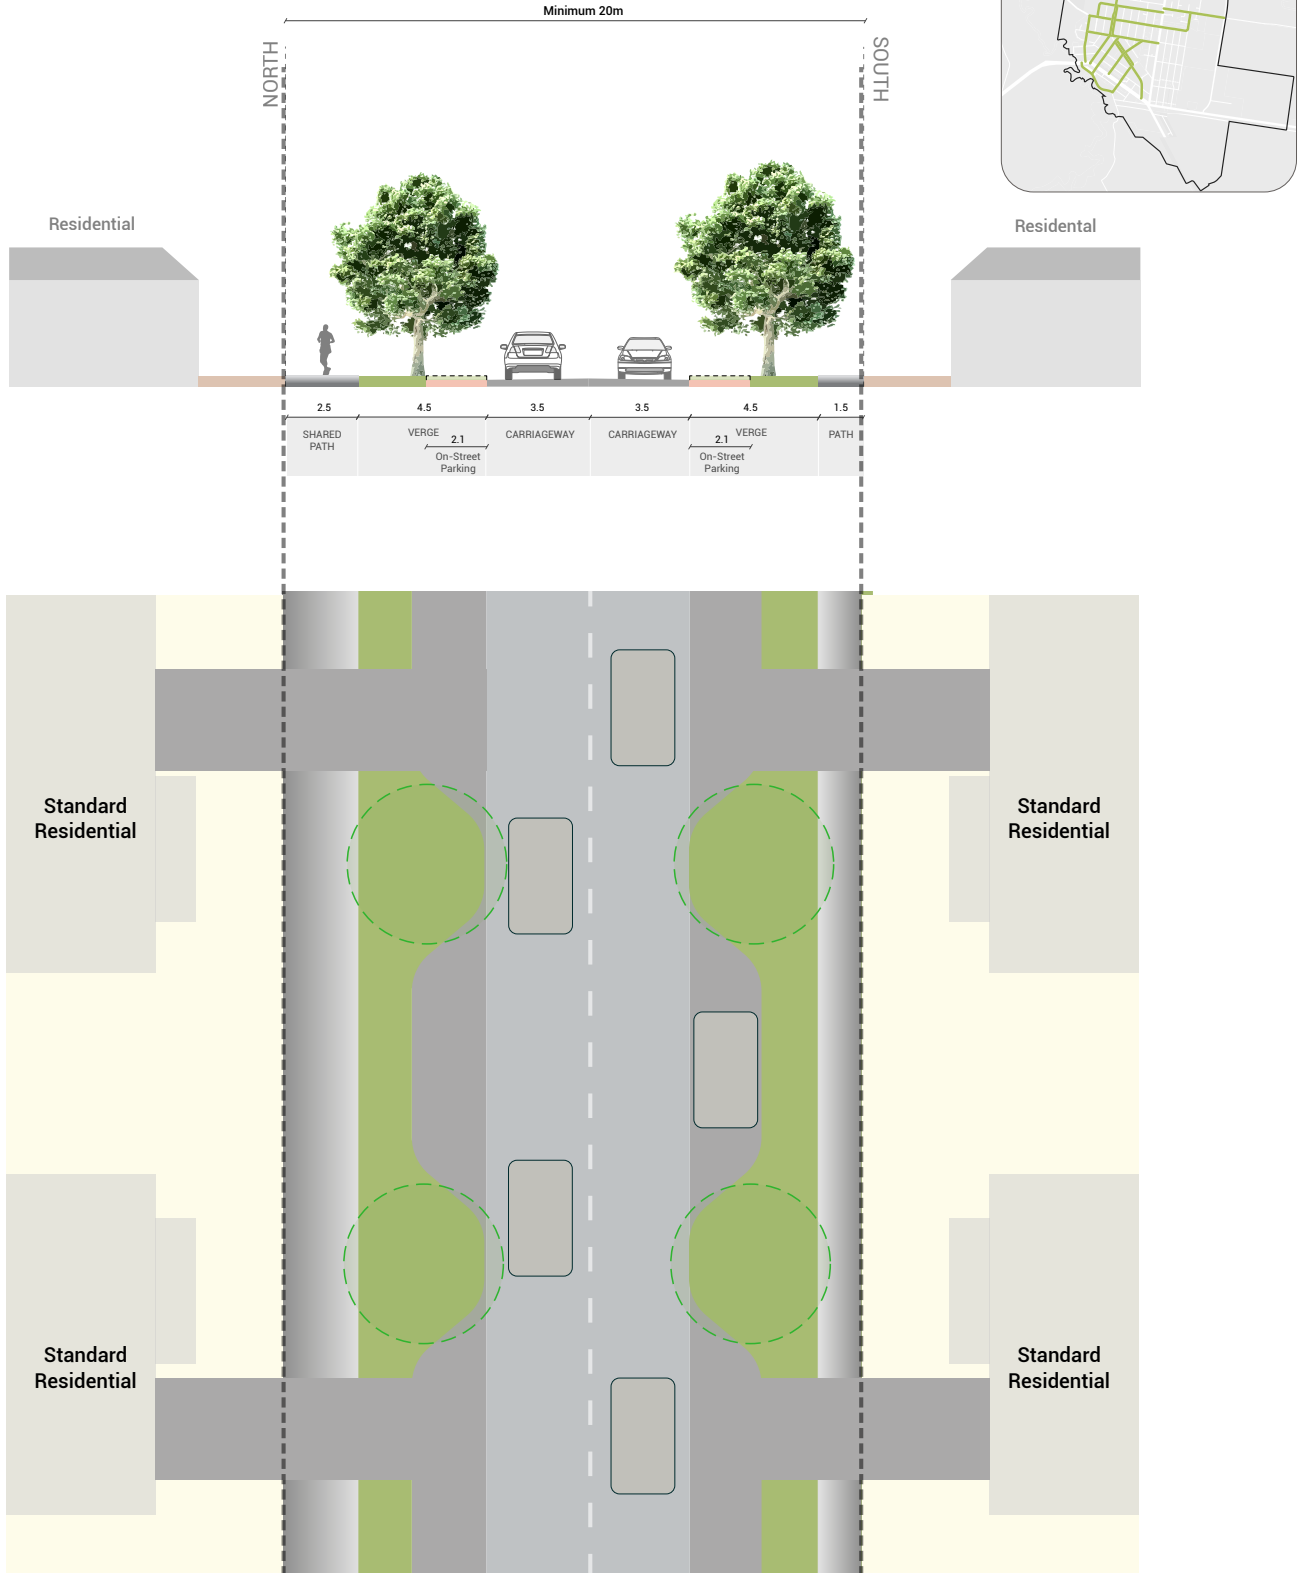 Minimum 20m
NORTH
SOUTH
Residential
Residental
2.5
4.5
3.5
3.5
4.5
1.5
SHARED
PATH
VERGE
2.1
On-Street
Parking
CARRIAGEWAY
CARRIAGEWAY
2.1
VERGE
On-Street
Parking
PATH
Standard
Residential
Standard
Residential
Standard
Residential
Standard
Residential